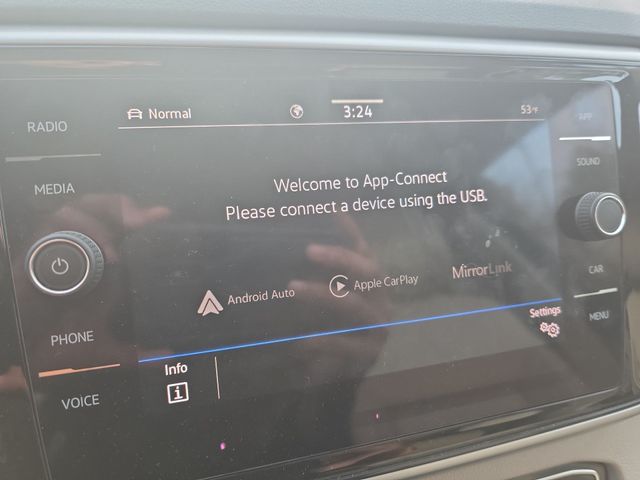 RADIO
MEDIA
PHONE
VOICE
Normal
3:24
53°F
Welcome to App-Connect
Please connect a device using the USB.
Android Auto
Apple CarPlay
MirrorLink
Settings
Info
i
APP
SOUND
CAR
MENU